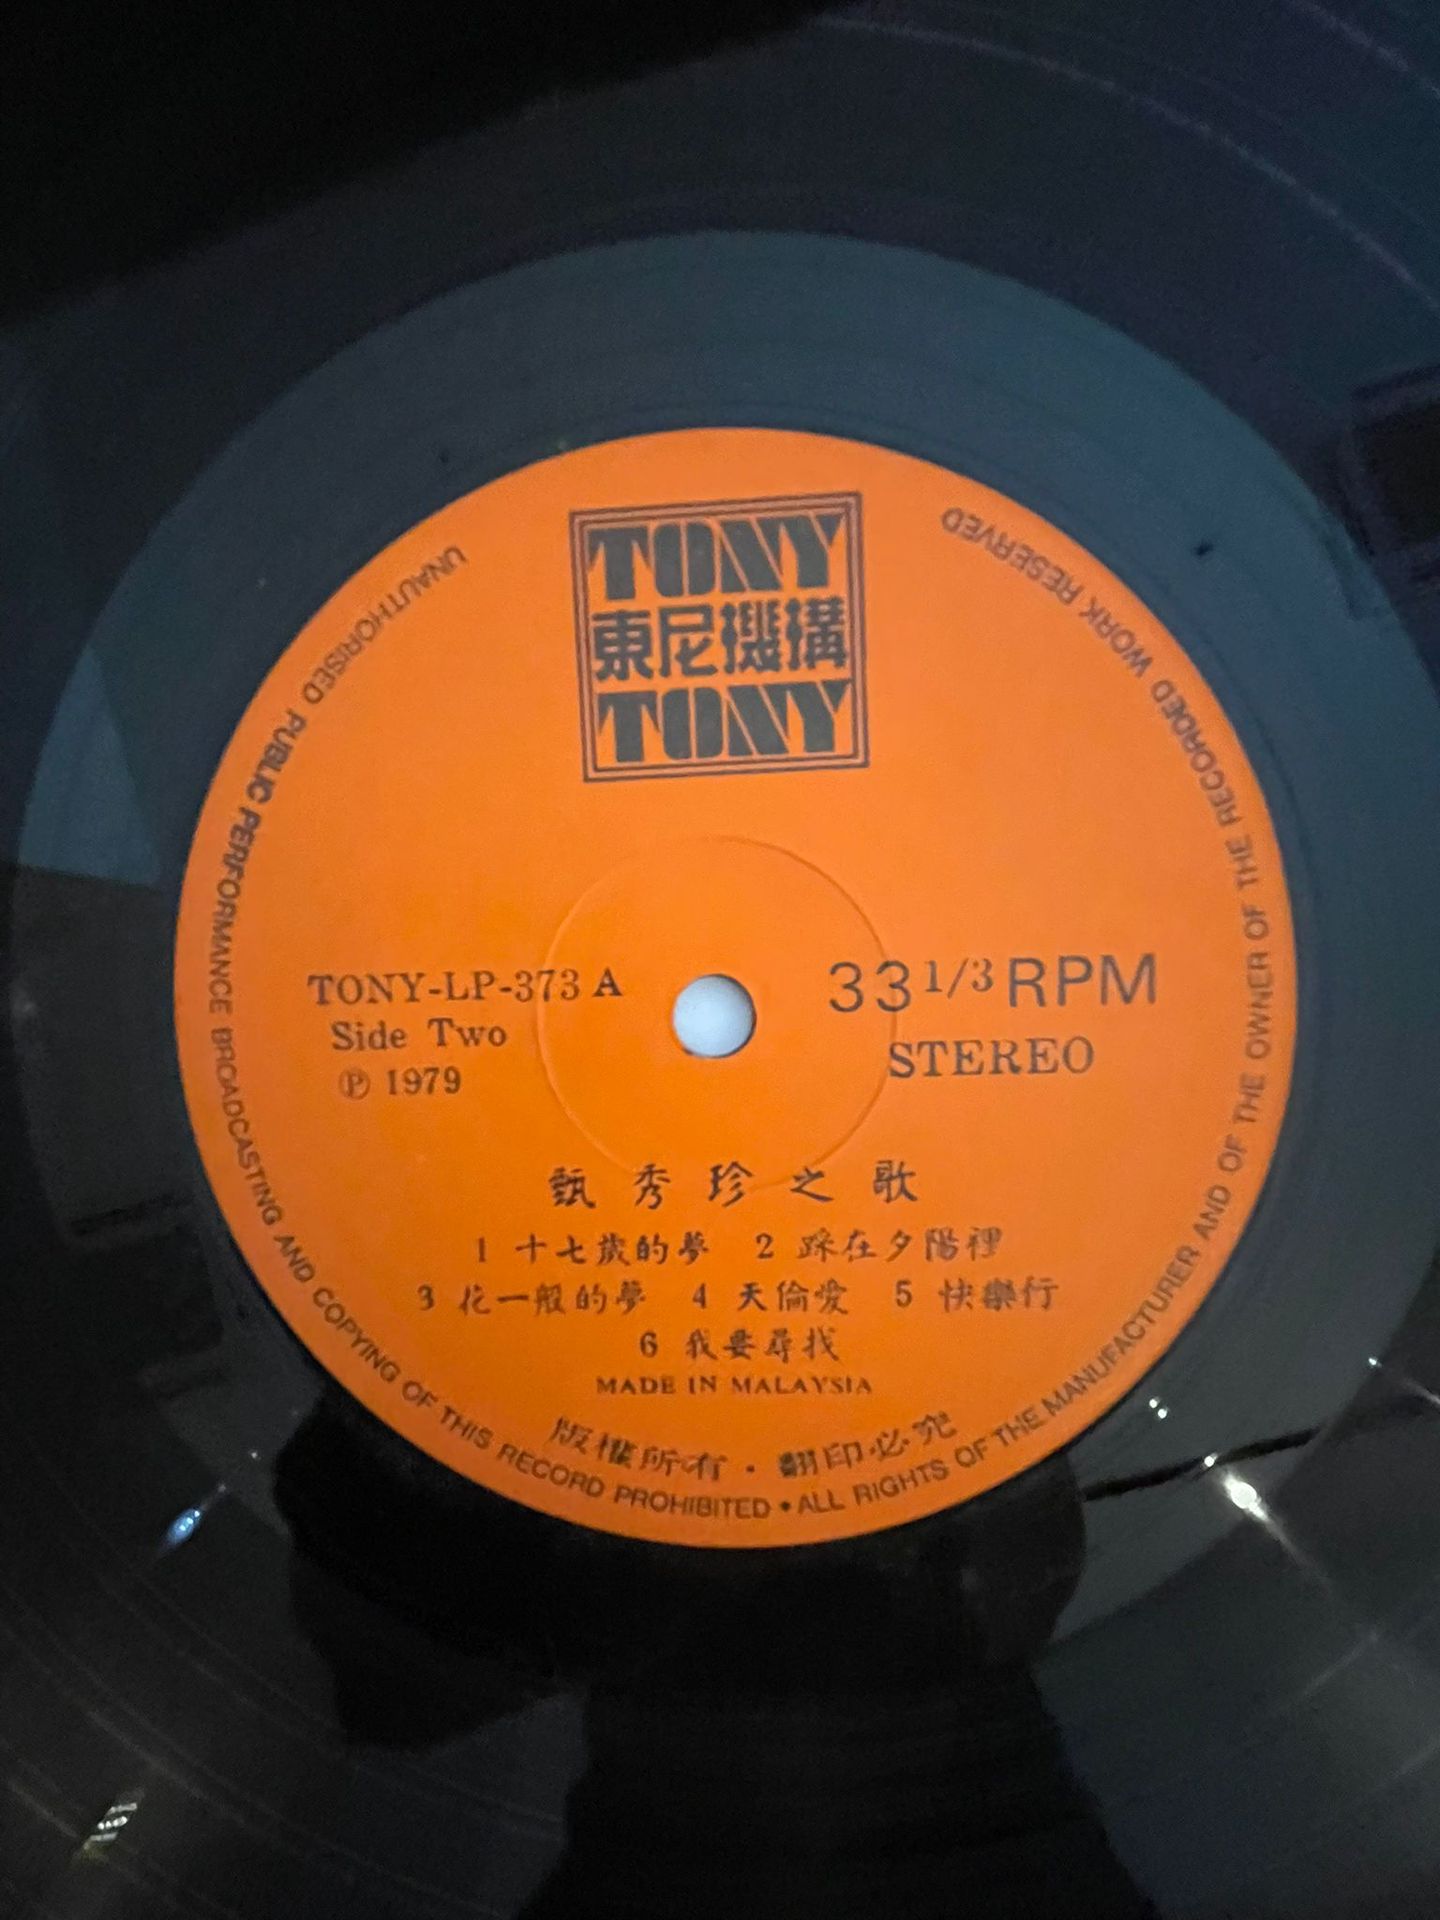 TONY
東尼機構
TONY
UNAUTHORISED PUBLIC PERFORMANCE BROADCASTING AND COPYING OF THIS RECORD PROHIBITED • ALL RIGHTS OF THE MANUFACTURER AND OF THE OWNER OF THE RECORDED WORK RESERVED
TONY-LP-373 A
Side Two
℗ 1979
33 1/3 RPM
STEREO
甄秀珍之歌
1 十七歲的夢 2 踩在夕陽裡
3 花一般的夢 4 天倫愛 5 快樂行
6 我要尋找
MADE IN MALAYSIA
版權所有・翻印必究